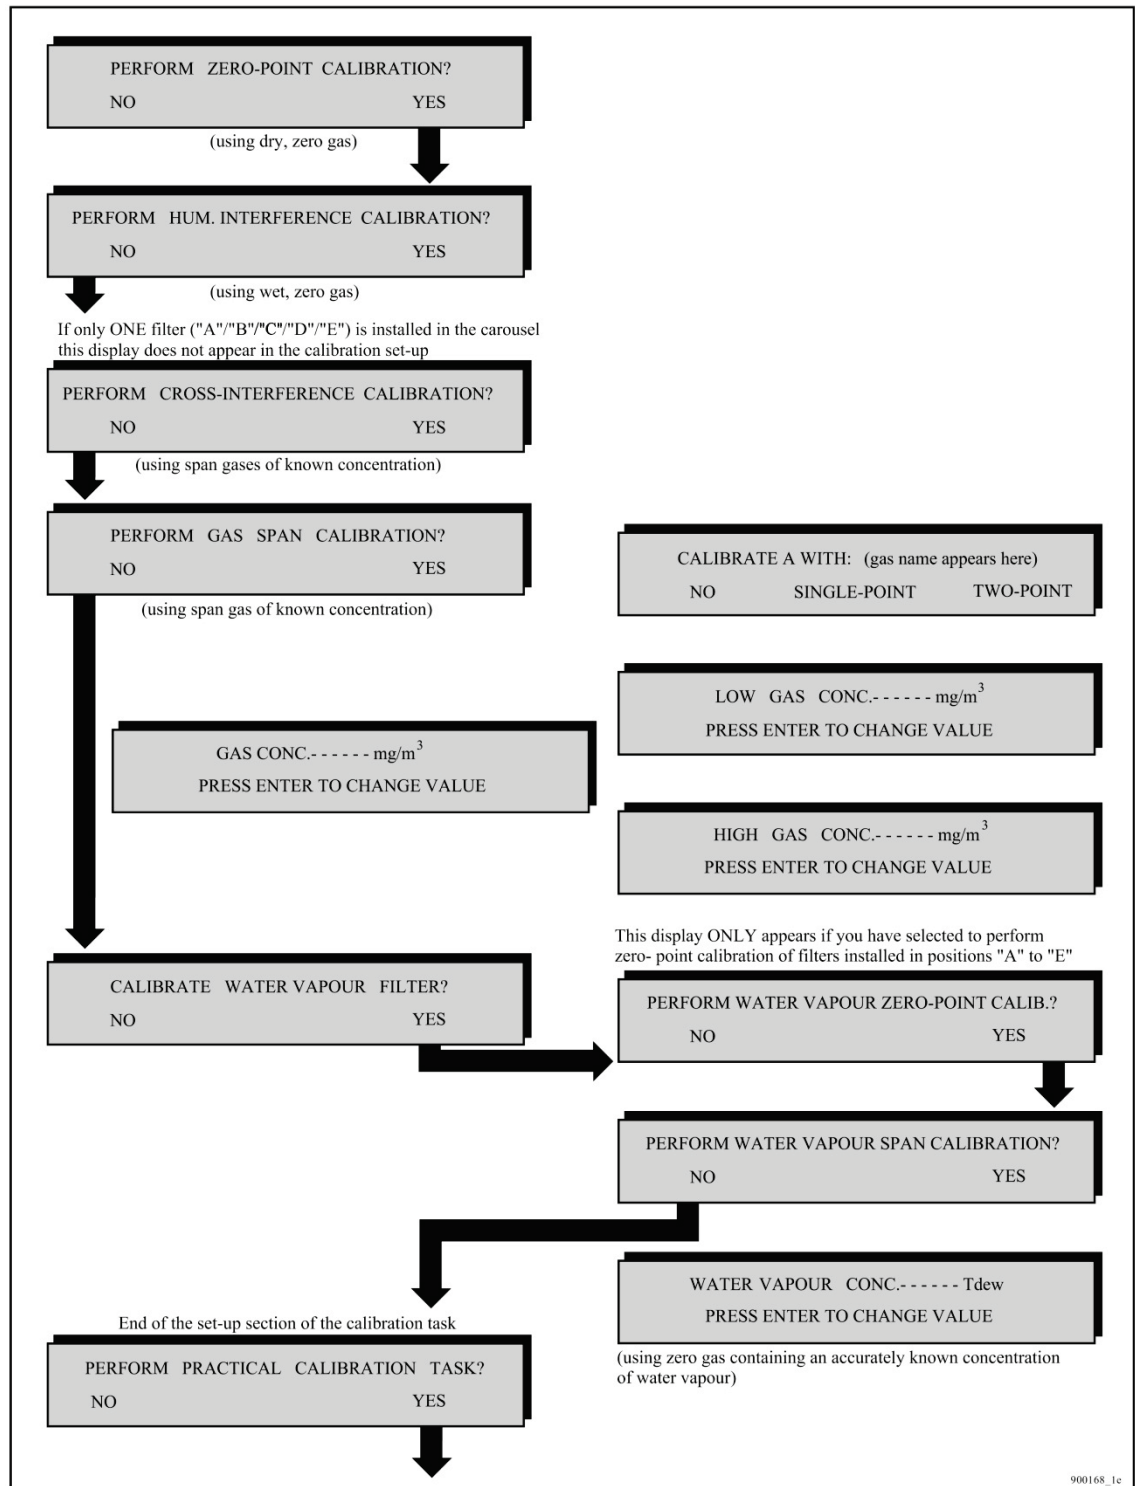 PERFORM ZERO-POINT CALIBRATION?
NO YES
(using dry, zero gas)
PERFORM HUM. INTERFERENCE CALIBRATION?
NO YES
(using wet, zero gas)
If only ONE filter ("A"/"B"/"C"/"D"/"E") is installed in the carousel
this display does not appear in the calibration set-up
PERFORM CROSS-INTERFERENCE CALIBRATION?
NO YES
(using span gases of known concentration)
PERFORM GAS SPAN CALIBRATION?
NO YES
(using span gas of known concentration)
CALIBRATE A WITH: (gas name appears here)
NO SINGLE-POINT TWO-POINT
LOW GAS CONC.- - - - - - mg/m³
PRESS ENTER TO CHANGE VALUE
GAS CONC.- - - - - - mg/m³
PRESS ENTER TO CHANGE VALUE
HIGH GAS CONC.- - - - - - mg/m³
PRESS ENTER TO CHANGE VALUE
CALIBRATE WATER VAPOUR FILTER?
NO YES
This display ONLY appears if you have selected to perform
zero- point calibration of filters installed in positions "A" to "E"
PERFORM WATER VAPOUR ZERO-POINT CALIB.?
NO YES
PERFORM WATER VAPOUR SPAN CALIBRATION?
NO YES
WATER VAPOUR CONC.- - - - - - Tdew
PRESS ENTER TO CHANGE VALUE
(using zero gas containing an accurately known concentration
of water vapour)
End of the set-up section of the calibration task
PERFORM PRACTICAL CALIBRATION TASK?
NO YES
900168_1e